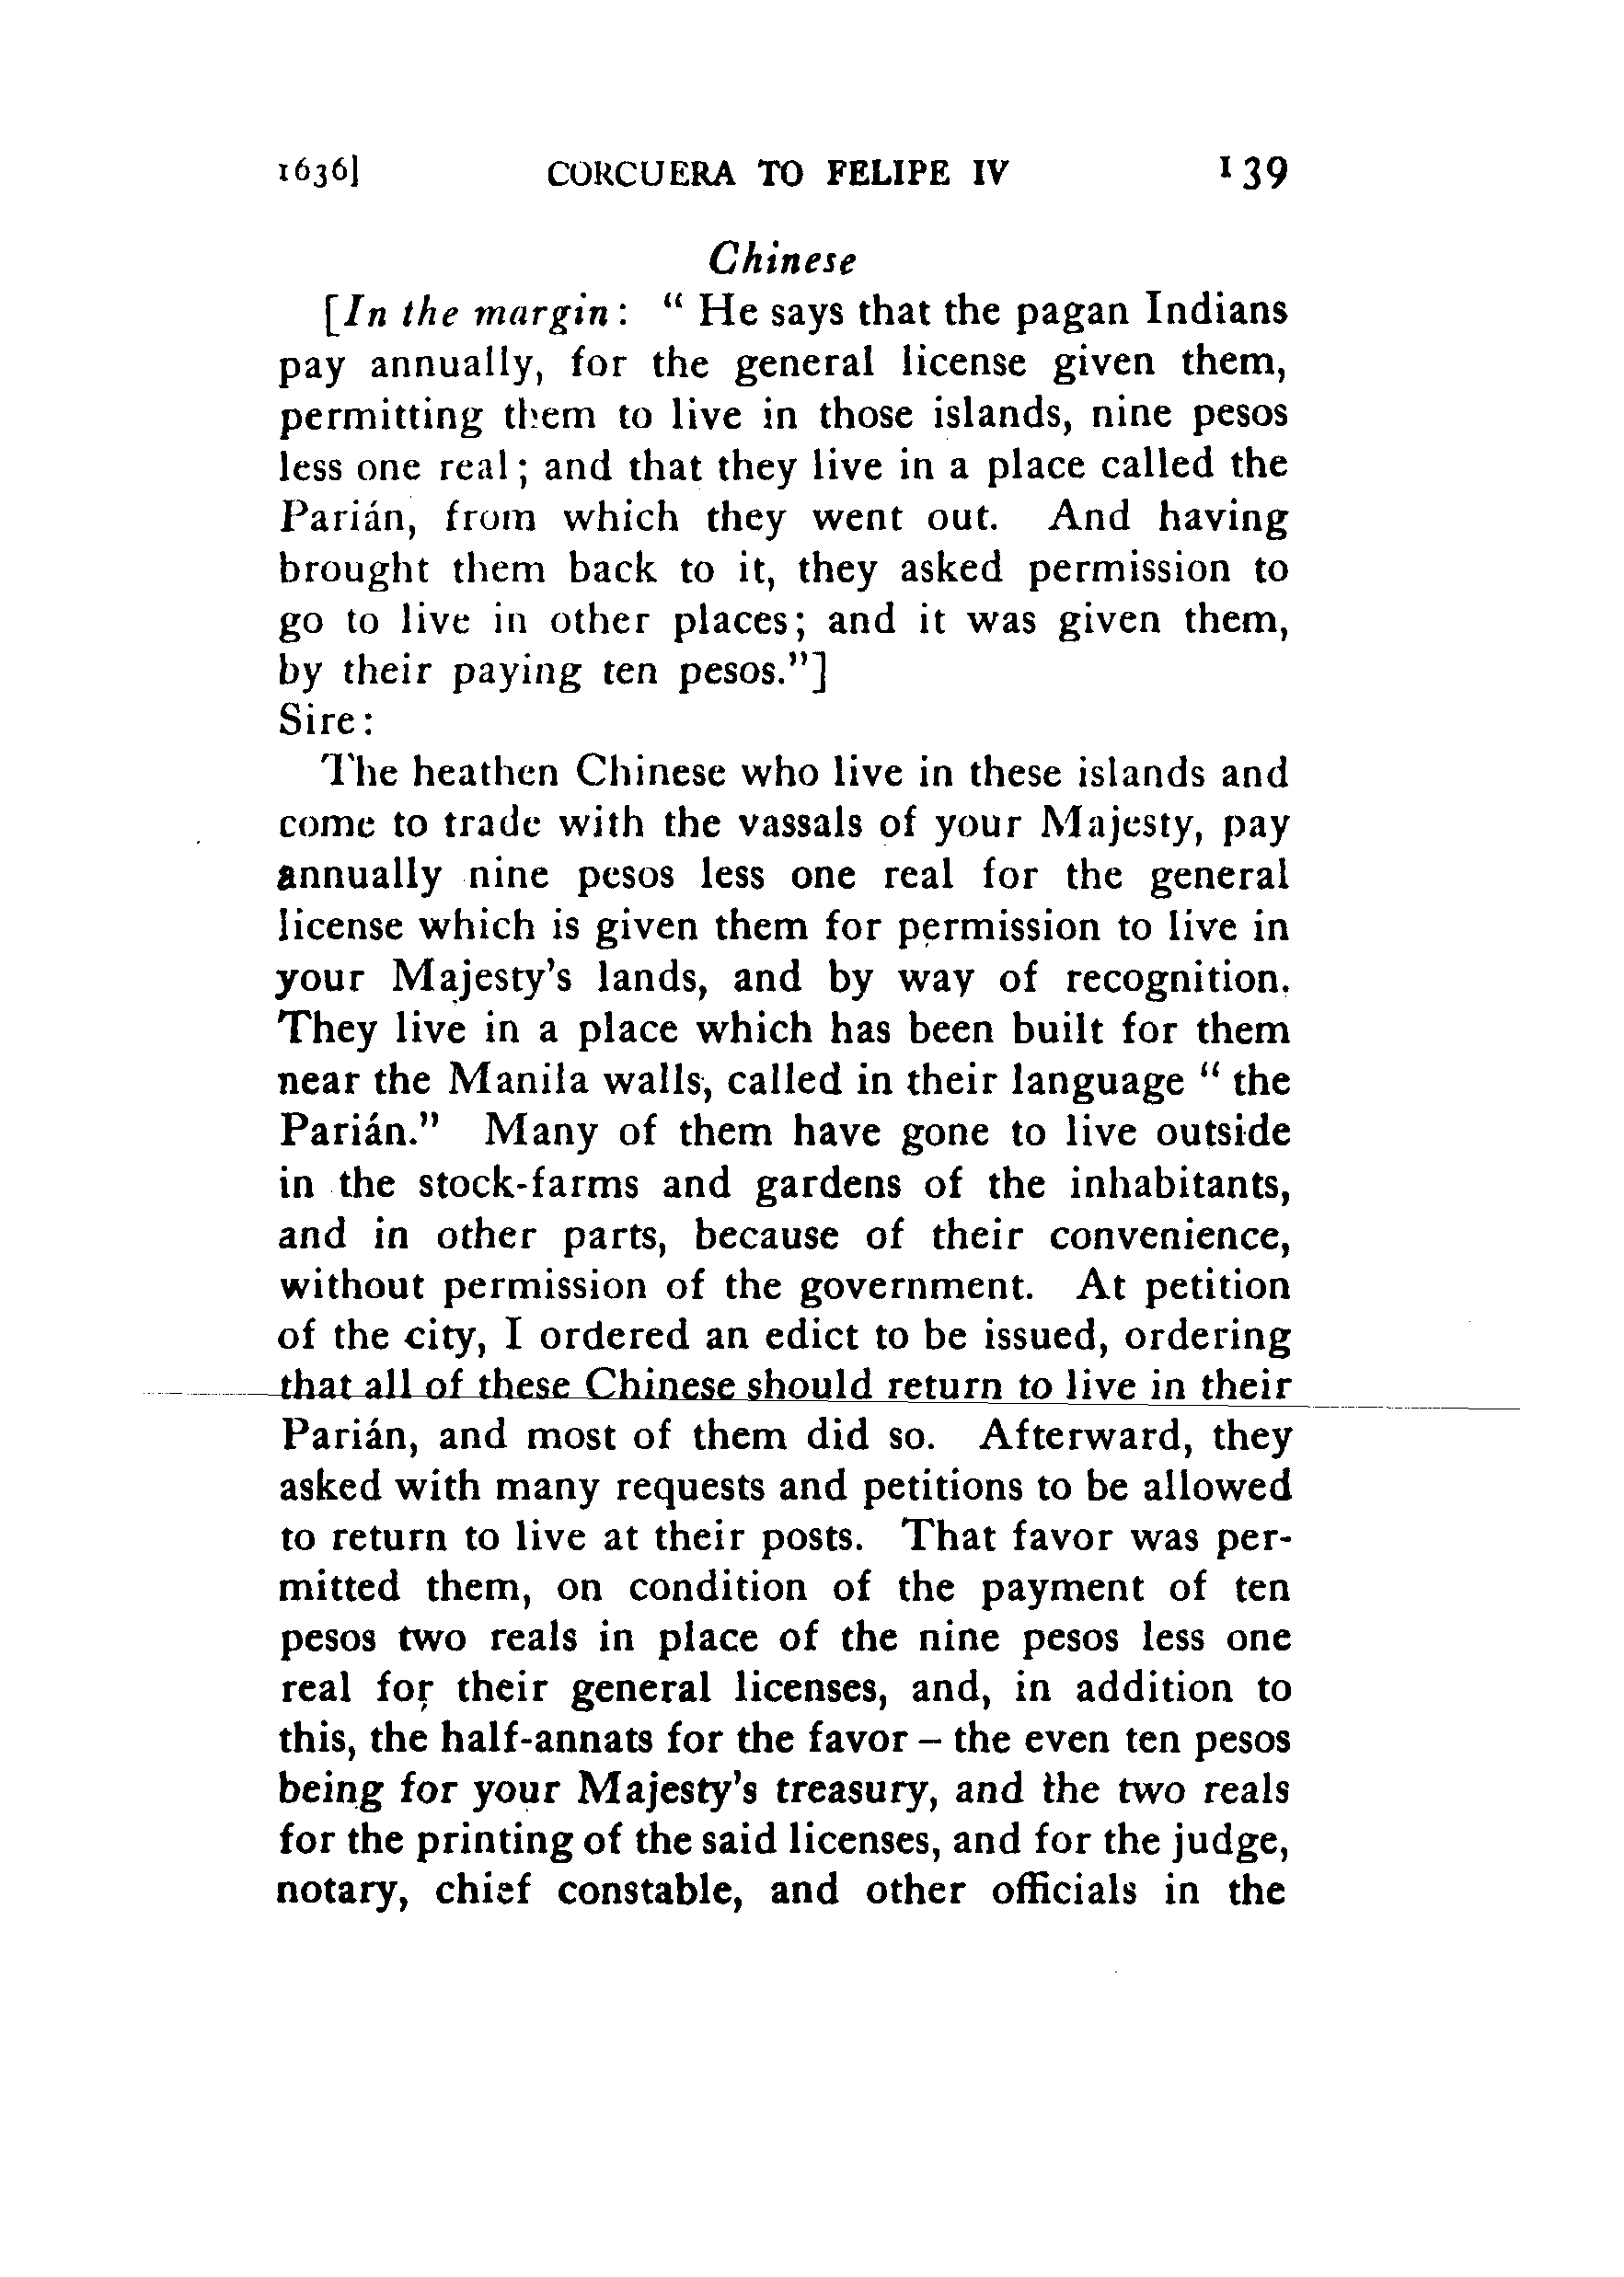 1636] CORCUERA TO FELIPE IV 139
Chinese
[In the margin: “ He says that the pagan Indians
pay annually, for the general license given them,
permitting them to live in those islands, nine pesos
less one real; and that they live in a place called the
Parián, from which they went out. And having
brought them back to it, they asked permission to
go to live in other places; and it was given them,
by their paying ten pesos.”]
Sire:
The heathen Chinese who live in these islands and
come to trade with the vassals of your Majesty, pay
annually nine pesos less one real for the general
license which is given them for permission to live in
your Majesty's lands, and by way of recognition.
They live in a place which has been built for them
near the Manila walls, called in their language “ the
Parián.” Many of them have gone to live outside
in the stock-farms and gardens of the inhabitants,
and in other parts, because of their convenience,
without permission of the government. At petition
of the city, I ordered an edict to be issued, ordering
that all of these Chinese should return to live in their
Parián, and most of them did so. Afterward, they
asked with many requests and petitions to be allowed
to return to live at their posts. That favor was per-
mitted them, on condition of the payment of ten
pesos two reals in place of the nine pesos less one
real for their general licenses, and, in addition to
this, the half-annats for the favor – the even ten pesos
being for your Majesty's treasury, and the two reals
for the printing of the said licenses, and for the judge,
notary, chief constable, and other officials in the